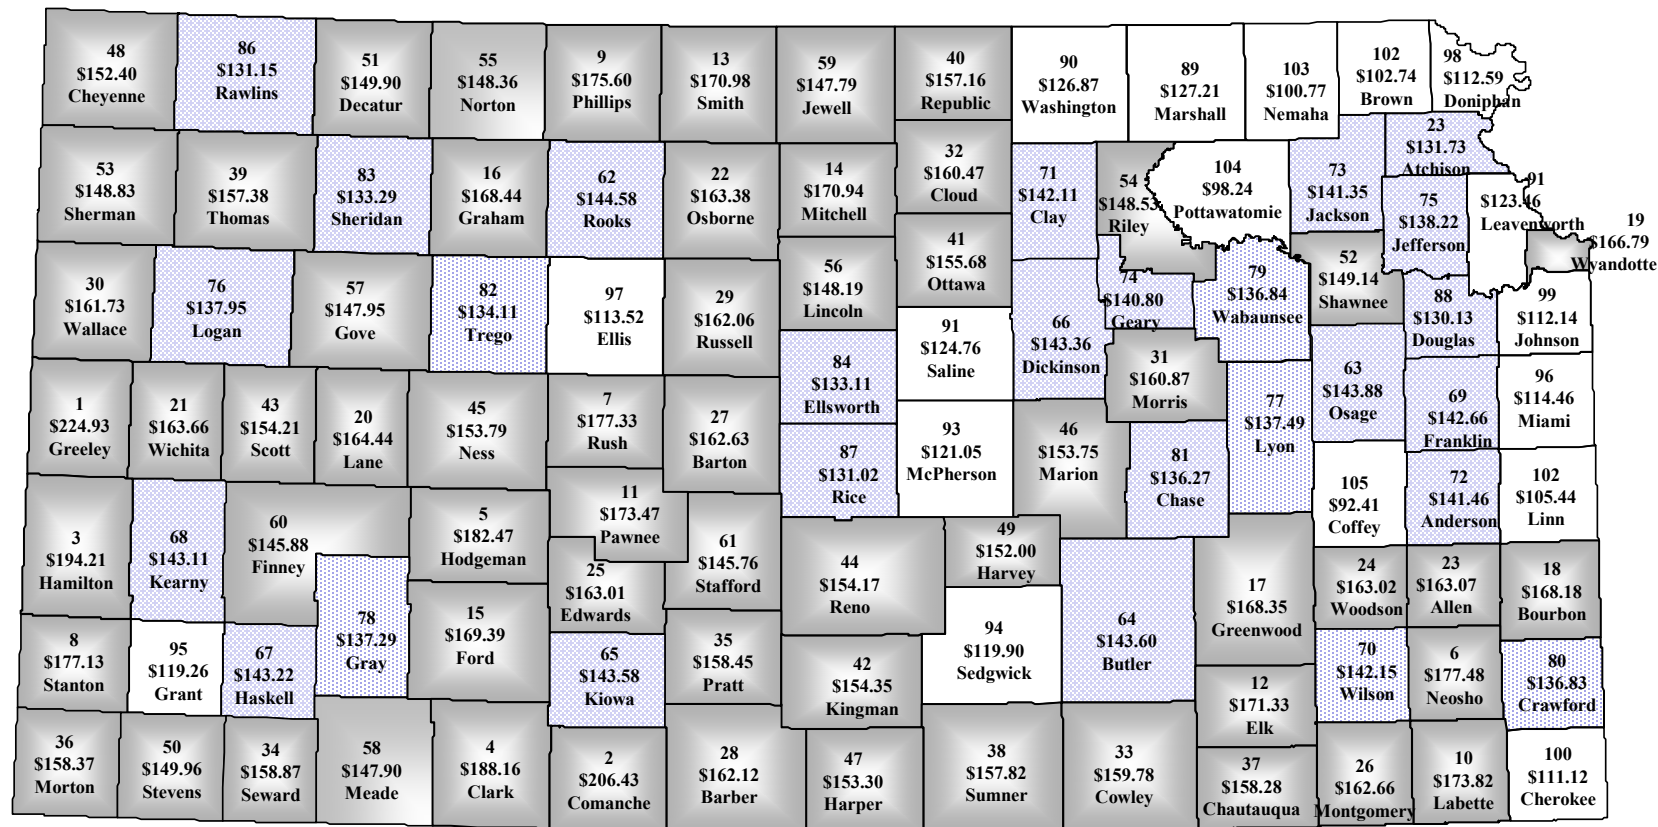 48
$152.40
Cheyenne
86
$131.15
Rawlins
51
$149.90
Decatur
55
$148.36
Norton
9
$175.60
Phillips
13
$170.98
Smith
59
$147.79
Jewell
40
$157.16
Republic
90
$126.87
Washington
89
$127.21
Marshall
103
$100.77
Nemaha
102
$102.74
Brown
98
$112.59
Doniphan
53
$148.83
Sherman
39
$157.38
Thomas
83
$133.29
Sheridan
16
$168.44
Graham
62
$144.58
Rooks
22
$163.38
Osborne
14
$170.94
Mitchell
32
$160.47
Cloud
71
$142.11
Clay
54
$148.53
Riley
104
$98.24
Pottawatomie
73
$141.35
Jackson
23
$131.73
Atchison
75
$138.22
Jefferson
91
$123.46
Leavenworth
19
$166.79
Wyandotte
30
$161.73
Wallace
76
$137.95
Logan
57
$147.95
Gove
82
$134.11
Trego
97
$113.52
Ellis
29
$162.06
Russell
56
$148.19
Lincoln
41
$155.68
Ottawa
91
$124.76
Saline
66
$143.36
Dickinson
74
$140.80
Geary
79
$136.84
Wabaunsee
52
$149.14
Shawnee
88
$130.13
Douglas
99
$112.14
Johnson
1
$224.93
Greeley
21
$163.66
Wichita
43
$154.21
Scott
20
$164.44
Lane
45
$153.79
Ness
7
$177.33
Rush
27
$162.63
Barton
84
$133.11
Ellsworth
87
$131.02
Rice
93
$121.05
McPherson
46
$153.75
Marion
31
$160.87
Morris
81
$136.27
Chase
77
$137.49
Lyon
63
$143.88
Osage
69
$142.66
Franklin
96
$114.46
Miami
3
$194.21
Hamilton
68
$143.11
Kearny
60
$145.88
Finney
5
$182.47
Hodgeman
11
$173.47
Pawnee
25
$163.01
Edwards
61
$145.76
Stafford
44
$154.17
Reno
49
$152.00
Harvey
64
$143.60
Butler
17
$168.35
Greenwood
105
$92.41
Coffey
72
$141.46
Anderson
102
$105.44
Linn
24
$163.02
Woodson
23
$163.07
Allen
18
$168.18
Bourbon
8
$177.13
Stanton
95
$119.26
Grant
67
$143.22
Haskell
78
$137.29
Gray
15
$169.39
Ford
65
$143.58
Kiowa
35
$158.45
Pratt
42
$154.35
Kingman
94
$119.90
Sedgwick
12
$171.33
Elk
70
$142.15
Wilson
6
$177.48
Neosho
80
$136.83
Crawford
36
$158.37
Morton
50
$149.96
Stevens
34
$158.87
Seward
58
$147.90
Meade
4
$188.16
Clark
2
$206.43
Comanche
28
$162.12
Barber
47
$153.30
Harper
38
$157.82
Sumner
33
$159.78
Cowley
37
$158.28
Chautauqua
26
$162.66
Montgomery
10
$173.82
Labette
100
$111.12
Cherokee